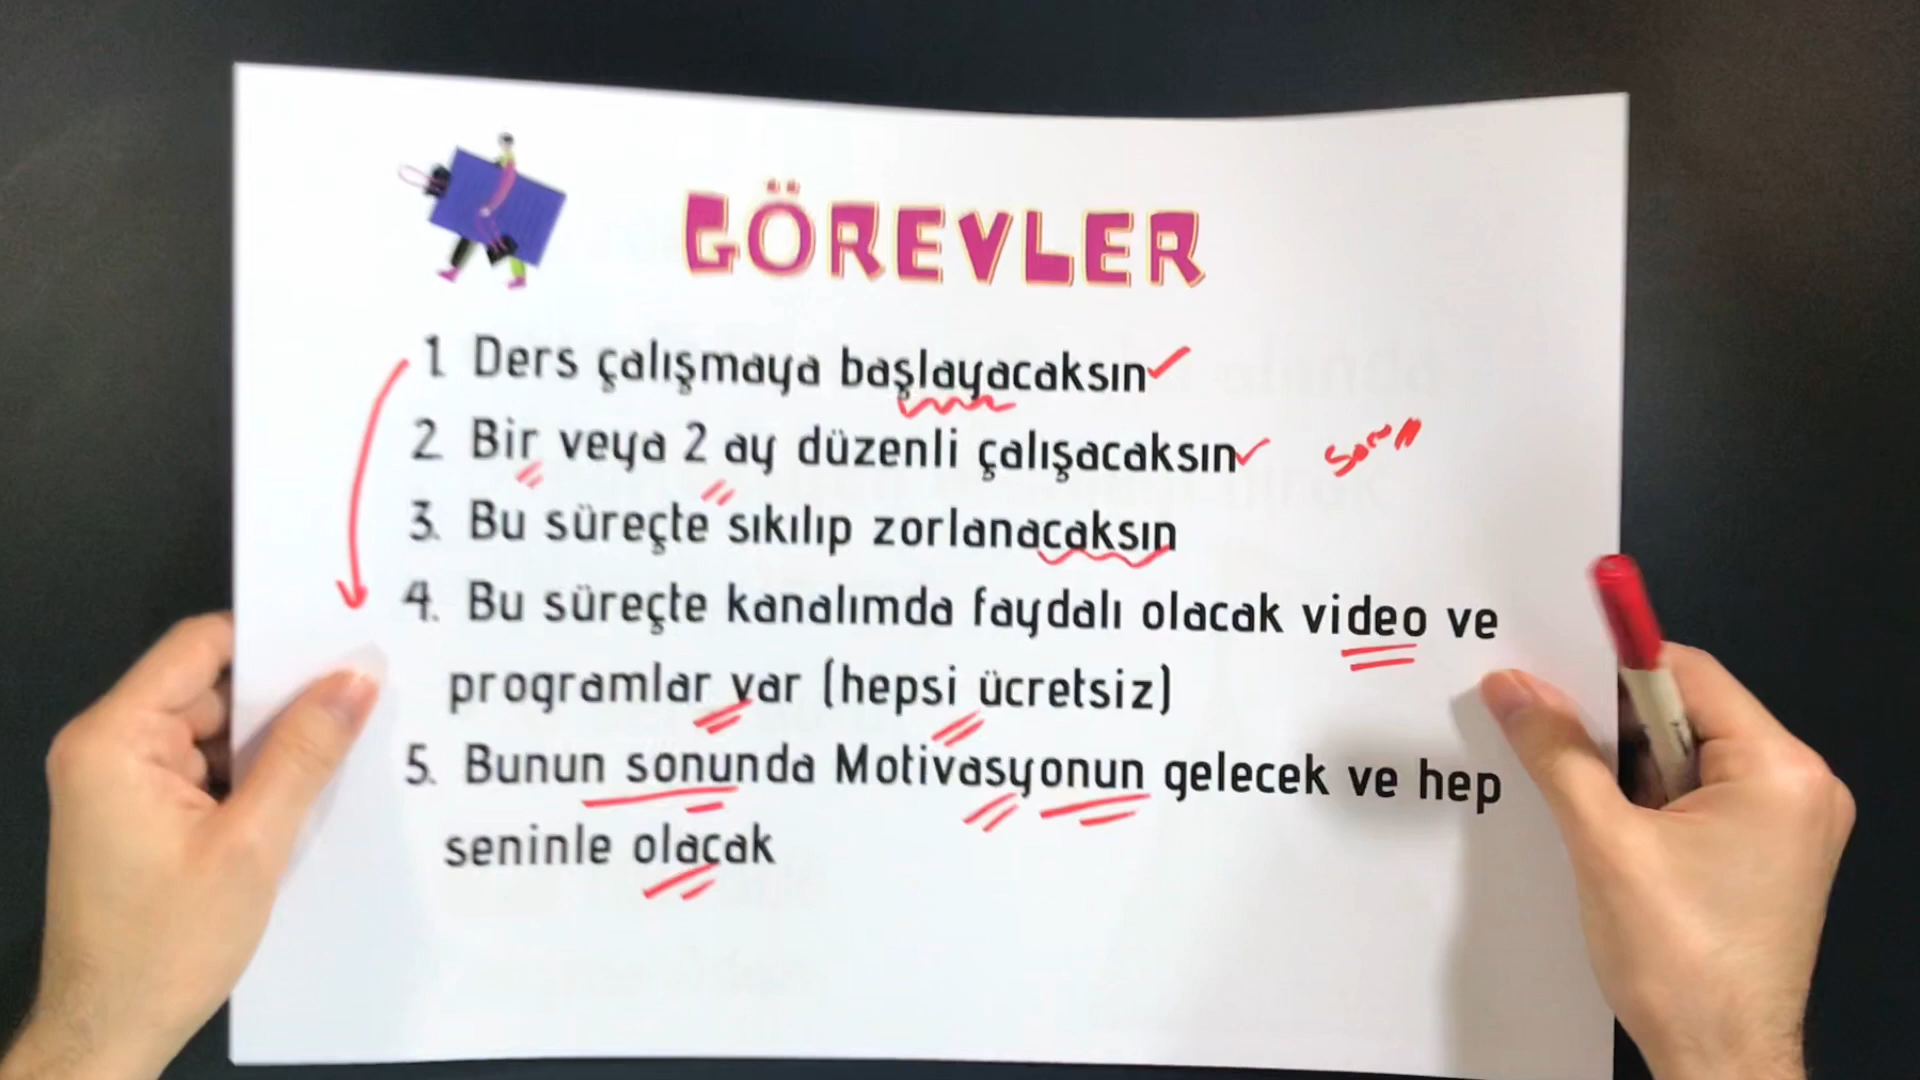 GÖREVLER
1. Ders çalışmaya başlayacaksın
2. Bir veya 2 ay düzenli çalışacaksın
3. Bu süreçte sıkılıp zorlanacaksın
4. Bu süreçte kanalımda faydalı olacak video ve
programlar var (hepsi ücretsiz)
5. Bunun sonunda Motivasyonun gelecek ve hep
seninle olacak